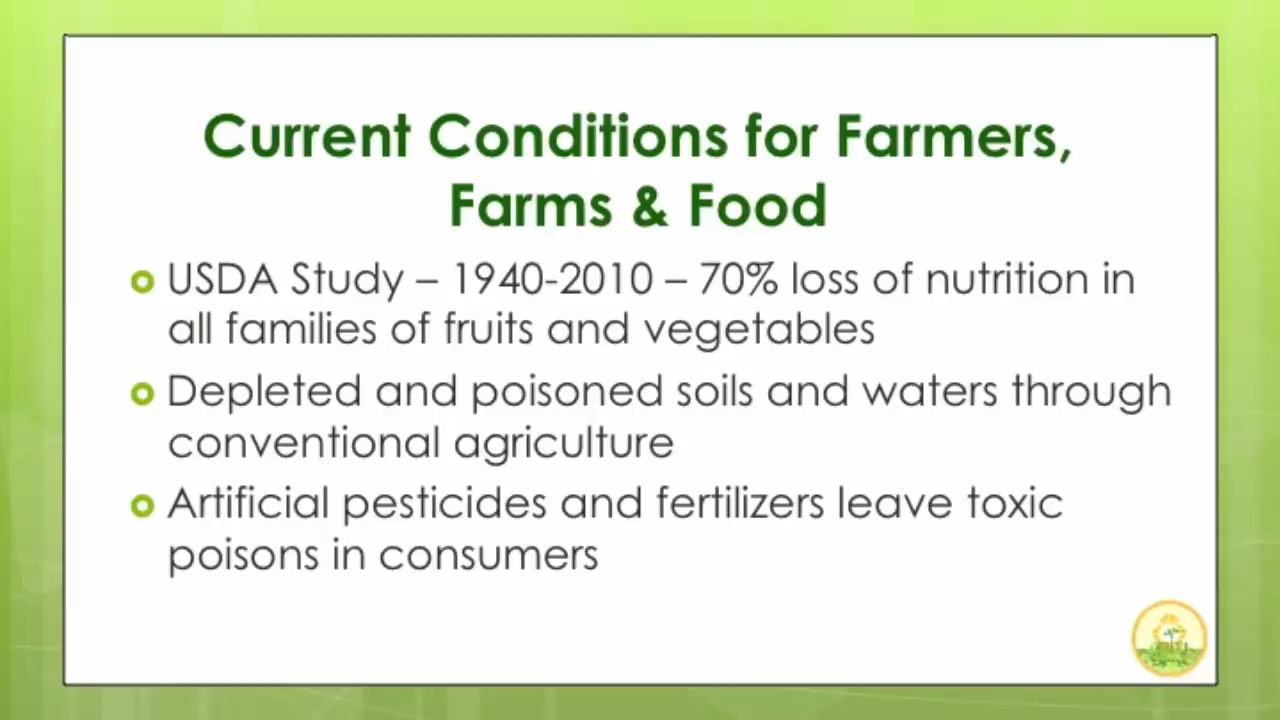 Current Conditions for Farmers,
Farms & Food
USDA Study – 1940-2010 – 70% loss of nutrition in
all families of fruits and vegetables
Depleted and poisoned soils and waters through
conventional agriculture
Artificial pesticides and fertilizers leave toxic
poisons in consumers